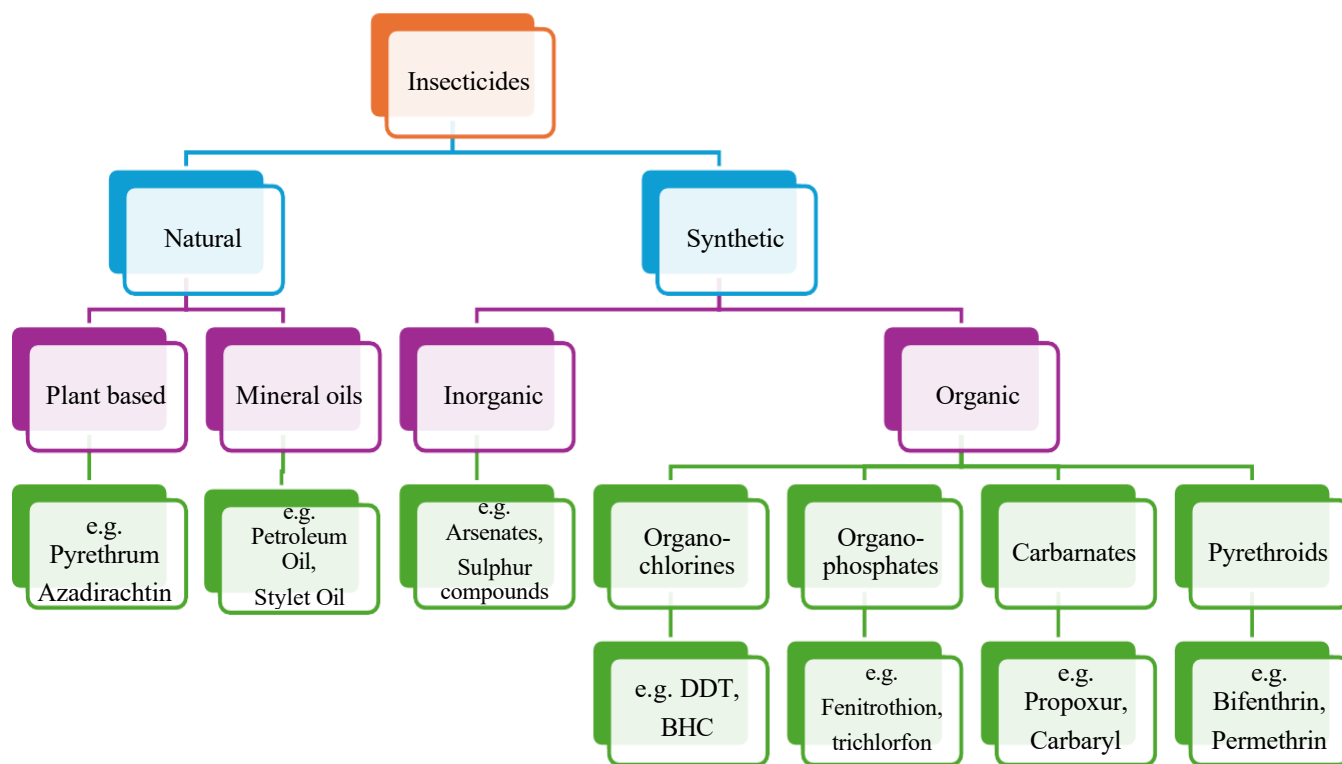 Insecticides
Natural
Synthetic
Plant based
Mineral oils
Inorganic
Organic
e.g.
Pyrethrum
Azadirachtin
e.g.
Petroleum
Oil,
Stylet Oil
e.g.
Arsenates,
Sulphur
compounds
Organo-
chlorines
Organo-
phosphates
Carbarnates
Pyrethroids
e.g. DDT,
BHC
e.g.
Fenitrothion,
trichlorfon
e.g.
Propoxur,
Carbaryl
e.g.
Bifenthrin,
Permethrin